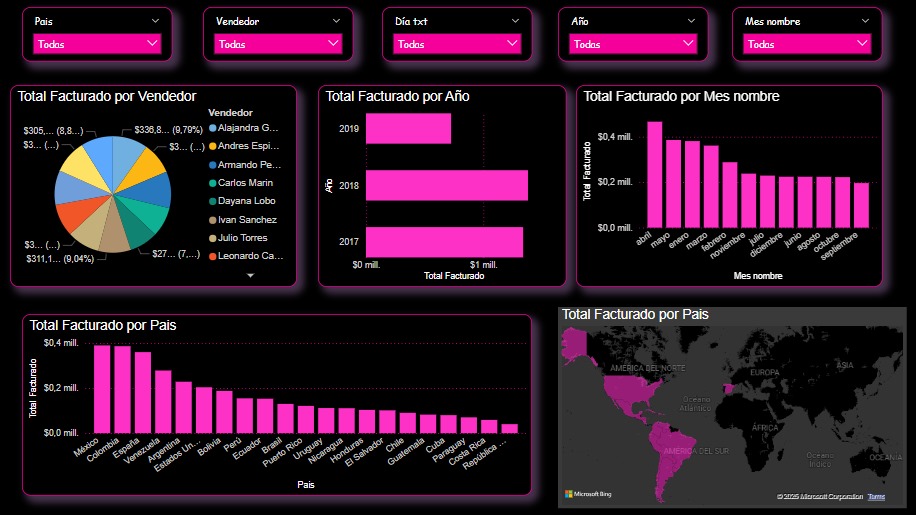 Pais
Todas
Vendedor
Todas
Día txt
Todas
Año
Todas
Mes nombre
Todas
Total Facturado por Vendedor
$305,... (8,8...)
$3... (...)
$3... (...)
$311,1... (9,04%)
$336,8... (9,79%)
$3... (...)
$27... (7,...)
Vendedor
Alajandra G...
Andres Espi...
Armando Pe...
Carlos Marin
Dayana Lobo
Ivan Sanchez
Julio Torres
Leonardo Ca...
Total Facturado por Año
Año
2019
2018
2017
$0 mill.
$1 mill.
Total Facturado
Total Facturado por Mes nombre
Total Facturado
$0,4 mill.
$0,2 mill.
$0,0 mill.
abril
mayo
enero
marzo
febrero
noviembre
julio
diciembre
junio
agosto
octubre
septiembre
Mes nombre
Total Facturado por Pais
Total Facturado
$0,4 mill.
$0,2 mill.
$0,0 mill.
México
Colombia
España
Venezuela
Argentina
Estados Un...
Bolivia
Perú
Ecuador
Brasil
Puerto Rico
Uruguay
Nicaragua
Honduras
El Salvador
Chile
Guatemala
Cuba
Paraguay
Costa Rica
República ...
Pais
Total Facturado por Pais
AMÉRICA DEL NORTE
EUROPA
ASIA
Océano
Atlántico
ÁFRICA
AMÉRICA DEL SUR
Océano
Índico
OCEANÍA
Microsoft Bing
© 2025 Microsoft Corporation
Terms